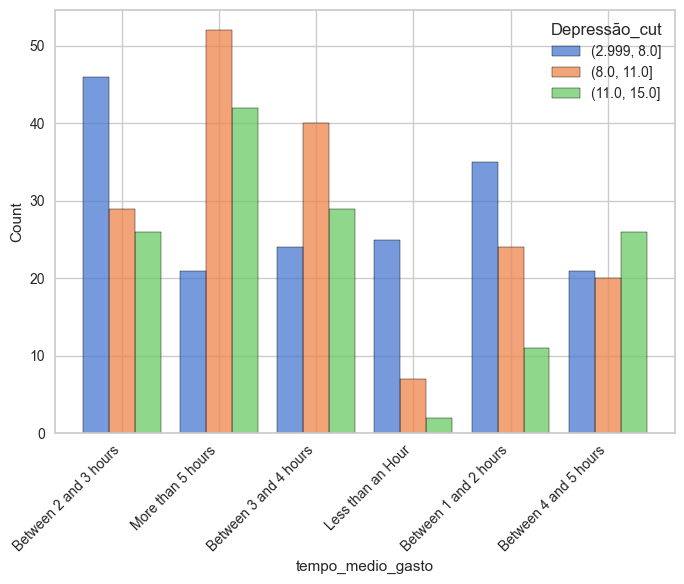 Depressão_cut
(2.999, 8.0]
(8.0, 11.0]
(11.0, 15.0]
Count
50
40
30
20
10
0
Between 2 and 3 hours
More than 5 hours
Between 3 and 4 hours
Less than an Hour
Between 1 and 2 hours
Between 4 and 5 hours
tempo_medio_gasto